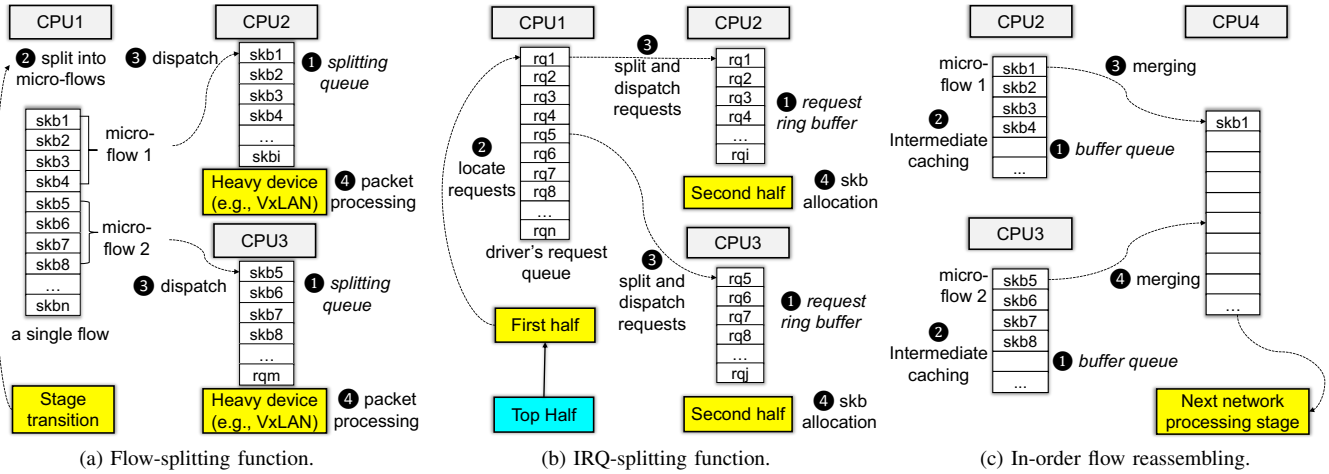 CPU1
❷ split into
micro-flows
skb1
skb2
skb3
skb4
skb5
skb6
skb7
skb8
...
skbn
a single flow
micro-
flow 1
micro-
flow 2
Stage
transition
❸ dispatch
CPU2
skb1
skb2
skb3
skb4
...
skbi
❶ splitting
queue
Heavy device
(e.g., VxLAN)
❹ packet
processing
CPU3
❸ dispatch
skb5
skb6
skb7
skb8
...
rqm
❶ splitting
queue
Heavy device
(e.g., VxLAN)
❹ packet
processing
(a) Flow-splitting function.
CPU1
rq1
rq2
rq3
rq4
rq5
rq6
rq7
rq8
...
rqn
driver's request
queue
❷
locate
requests
First half
Top Half
❸
split and
dispatch
requests
CPU2
rq1
rq2
rq3
rq4
...
rqi
❶ request
ring buffer
Second half
❹ skb
allocation
❸
split and
dispatch
requests
CPU3
rq5
rq6
rq7
rq8
...
rqj
❶ request
ring buffer
Second half
❹ skb
allocation
(b) IRQ-splitting function.
CPU2
micro-
flow 1
skb1
skb2
skb3
skb4
...
❷
Intermediate
caching
❶ buffer queue
❸ merging
CPU3
micro-
flow 2
skb5
skb6
skb7
skb8
...
❷
Intermediate
caching
❶ buffer queue
❹ merging
CPU4
skb1
...
Next network
processing stage
(c) In-order flow reassembling.